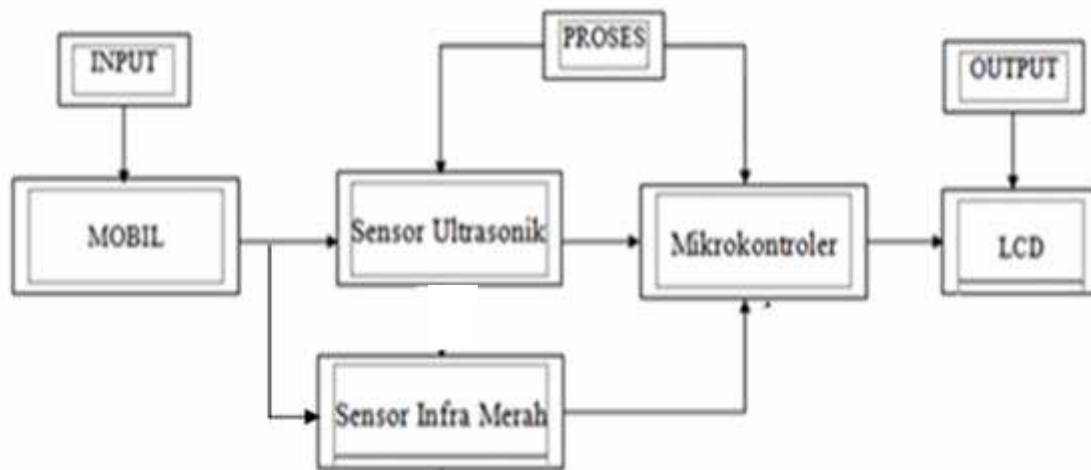 INPUT
PROSES
OUTPUT
MOBIL
Sensor Ultrasonik
Mikrokontroler
LCD
Sensor Infra Merah